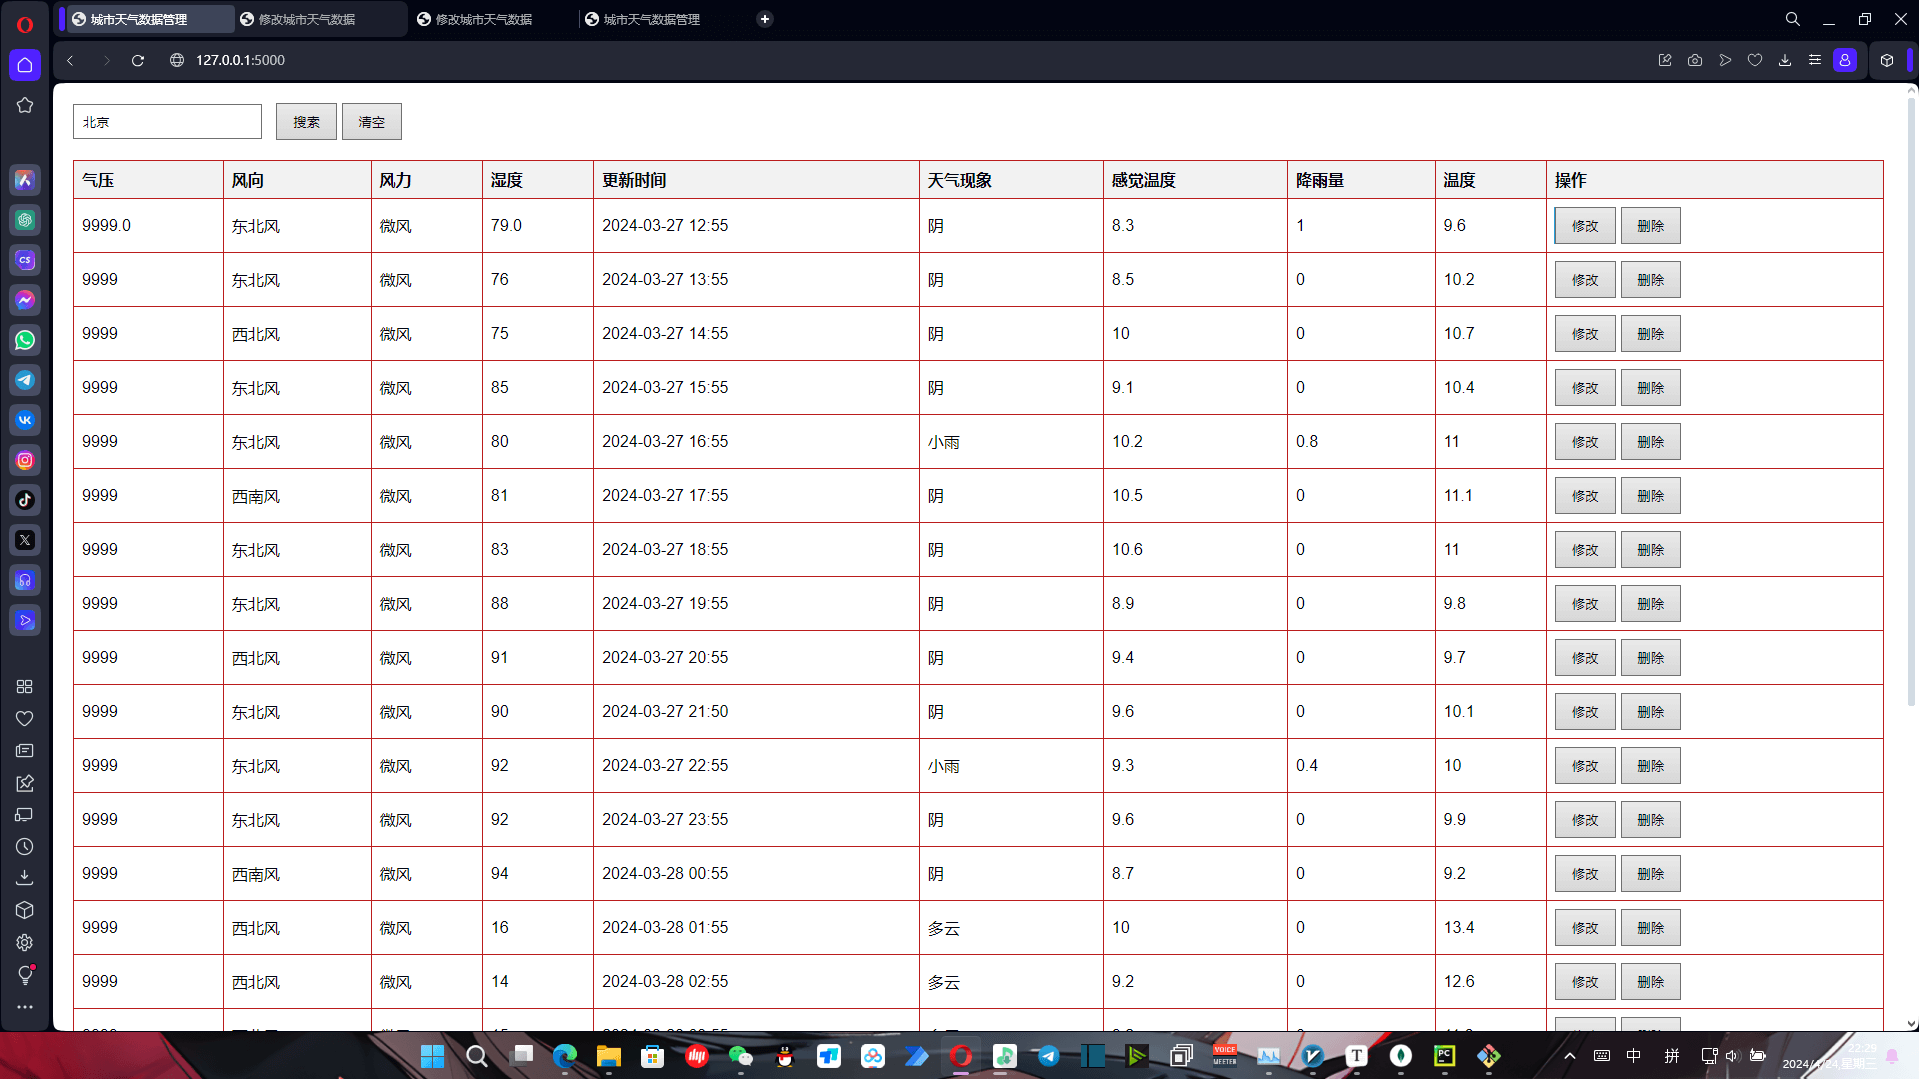 城市天气数据管理 修改城市天气数据 修改城市天气数据 城市天气数据管理
127.0.0.1:5000
北京 搜索 清空
气压 风向 风力 湿度 更新时间 天气现象 感觉温度 降雨量 温度 操作
9999.0 东北风 微风 79.0 2024-03-27 12:55 阴 8.3 1 9.6 修改 删除
9999 东北风 微风 76 2024-03-27 13:55 阴 8.5 0 10.2 修改 删除
9999 西北风 微风 75 2024-03-27 14:55 阴 10 0 10.7 修改 删除
9999 东北风 微风 85 2024-03-27 15:55 阴 9.1 0 10.4 修改 删除
9999 东北风 微风 80 2024-03-27 16:55 小雨 10.2 0.8 11 修改 删除
9999 西南风 微风 81 2024-03-27 17:55 阴 10.5 0 11.1 修改 删除
9999 东北风 微风 83 2024-03-27 18:55 阴 10.6 0 11 修改 删除
9999 东北风 微风 88 2024-03-27 19:55 阴 8.9 0 9.8 修改 删除
9999 西北风 微风 91 2024-03-27 20:55 阴 9.4 0 9.7 修改 删除
9999 东北风 微风 90 2024-03-27 21:50 阴 9.6 0 10.1 修改 删除
9999 东北风 微风 92 2024-03-27 22:55 小雨 9.3 0.4 10 修改 删除
9999 东北风 微风 92 2024-03-27 23:55 阴 9.6 0 9.9 修改 删除
9999 西南风 微风 94 2024-03-28 00:55 阴 8.7 0 9.2 修改 删除
9999 西北风 微风 16 2024-03-28 01:55 多云 10 0 13.4 修改 删除
9999 西北风 微风 14 2024-03-28 02:55 多云 9.2 0 12.6 修改 删除
中 拼
22:29
2024/4/24,星期三